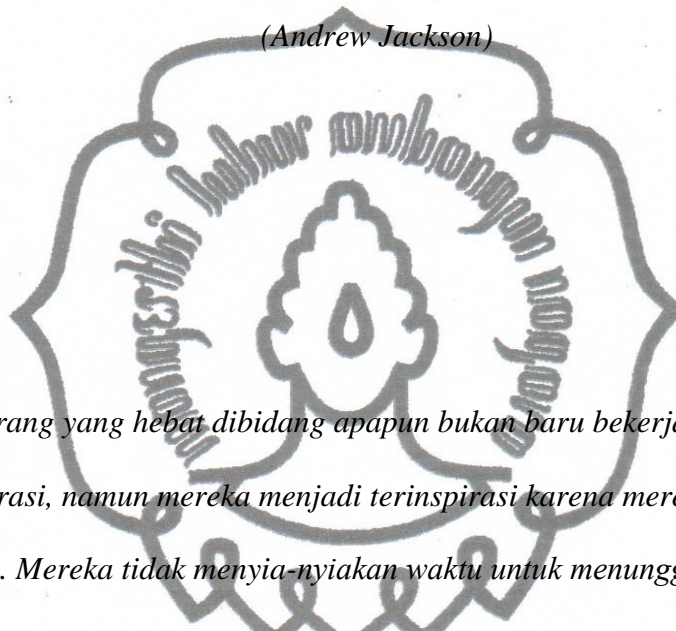 (Andrew Jackson)
rang yang hebat dibidang apapun bukan baru bekerja
rasi, namun mereka menjadi terinspirasi karena mere
. Mereka tidak menyia-nyiakan waktu untuk menungg